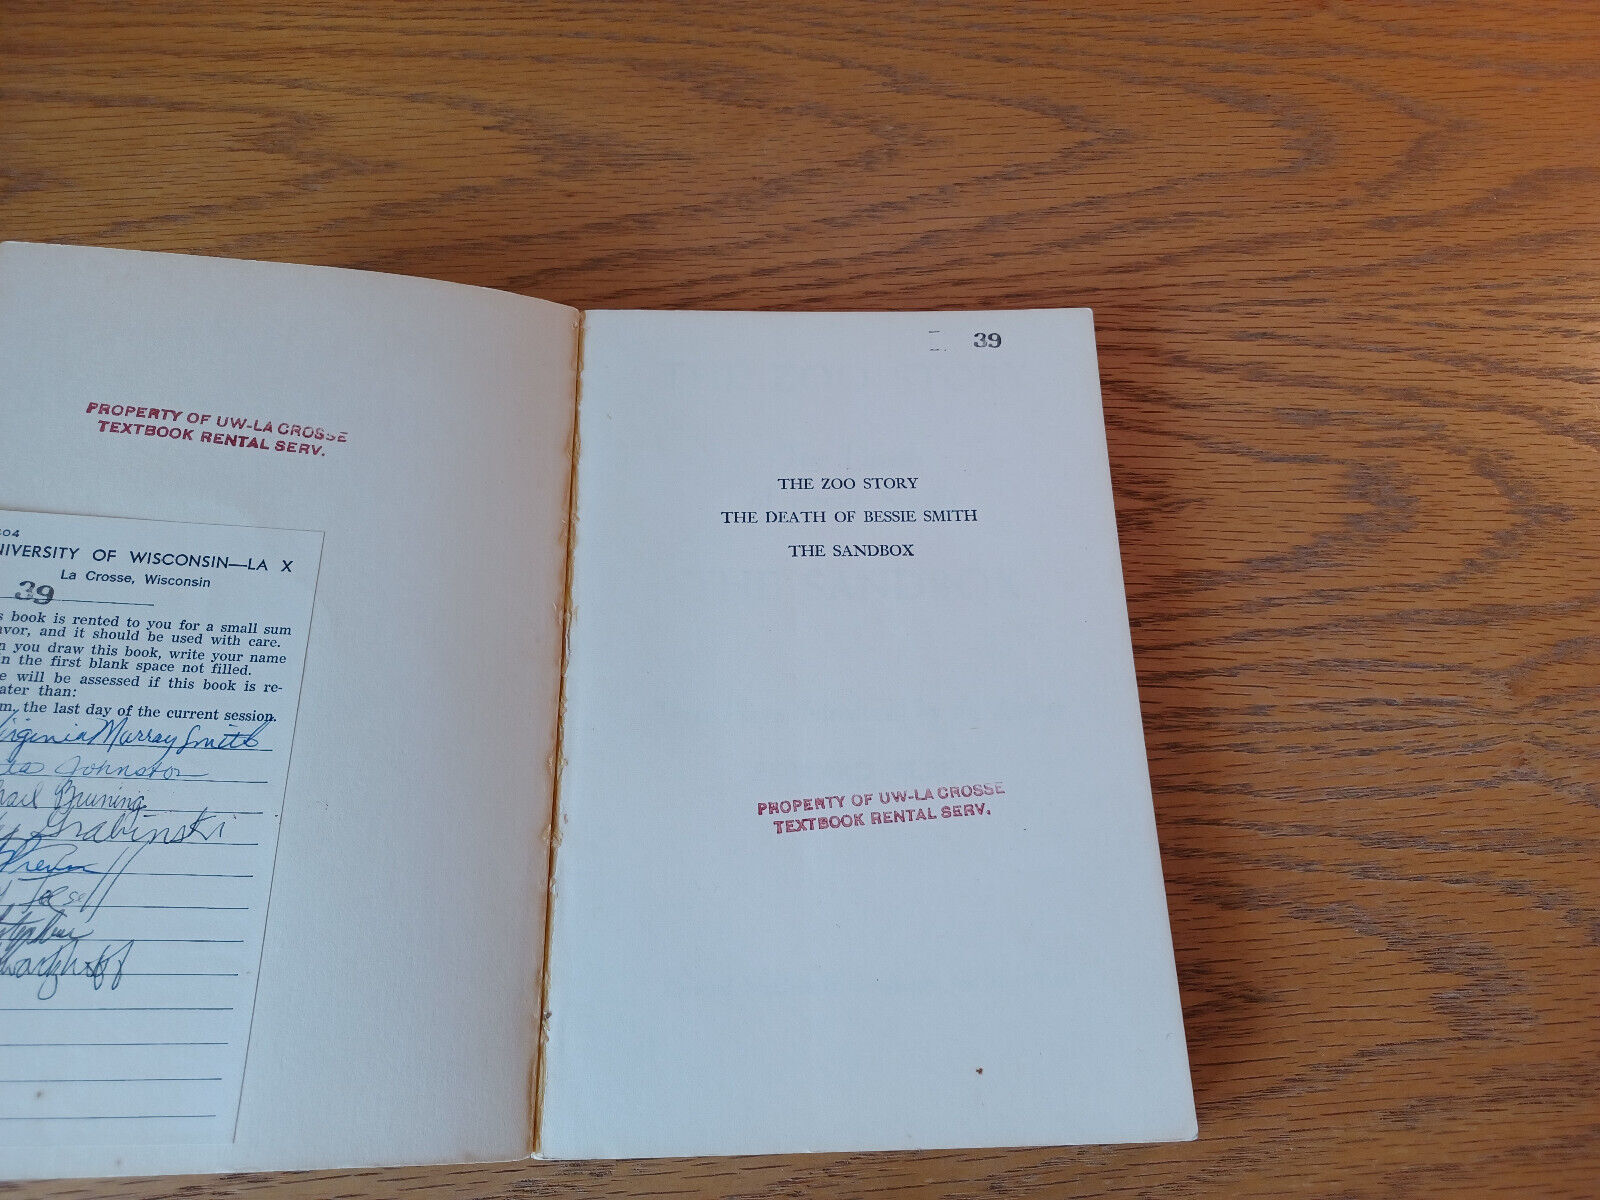 PROPERTY OF UW-LA CROSSE
TEXTBOOK RENTAL SERV.
UNIVERSITY OF WISCONSIN—LA X
La Crosse, Wisconsin
39
book is rented to you for a small sum
and it should be used with care.
you draw this book, write your name
in the first blank space not filled.
will be assessed if this book is re-
than:
the last day of the current session.
Virginia Murray Smith
Johnston
Bruning
Grabinski
39
THE ZOO STORY
THE DEATH OF BESSIE SMITH
THE SANDBOX
PROPERTY OF UW-LA CROSSE
TEXTBOOK RENTAL SERV.